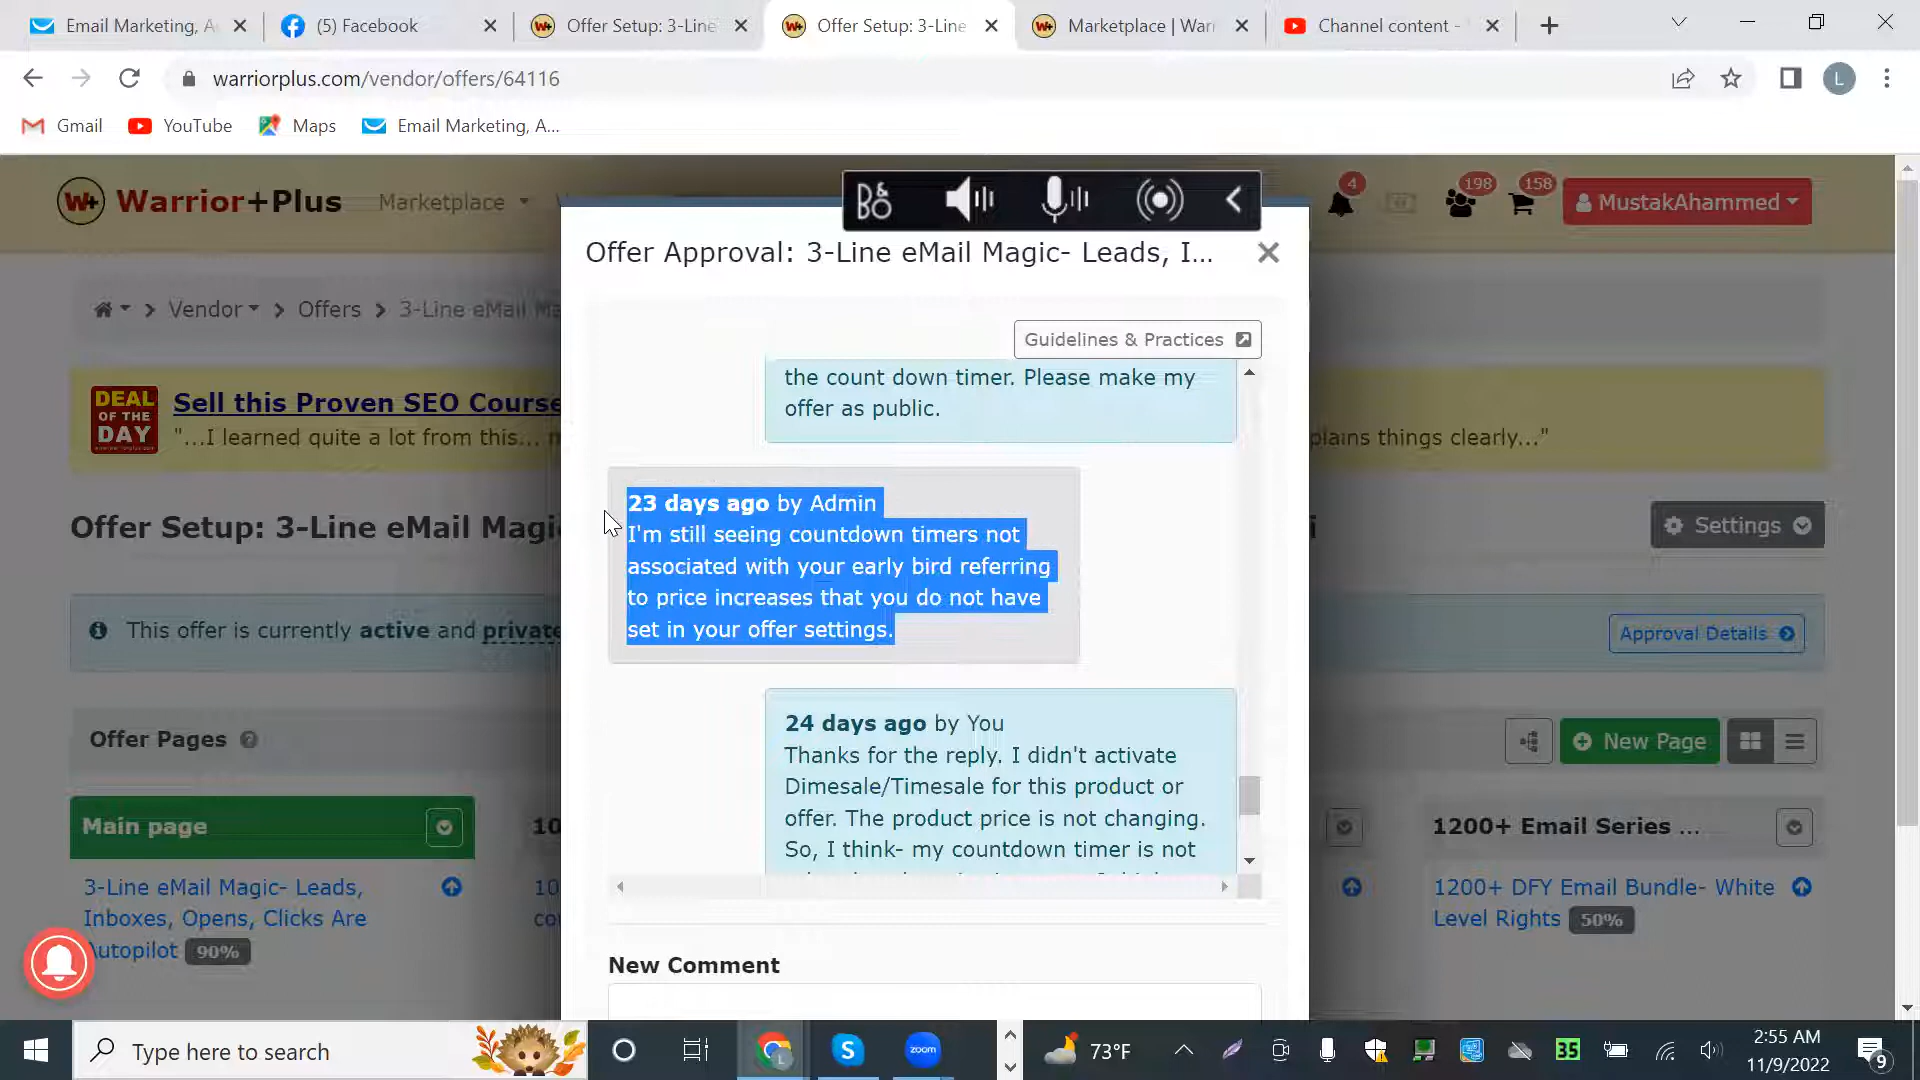 Email Marketing, A
(5) Facebook
Offer Setup: 3-Line
Offer Setup: 3-Line
Marketplace | Warr
Channel content -
warriorplus.com/vendor/offers/64116
L
Gmail
YouTube
Maps
Email Marketing, A...
W+ Warrior+Plus
Marketplace
B&O
4
198
158
MustakAhammed
Offer Approval: 3-Line eMail Magic- Leads, I...
Vendor
Offers
3-Line eMail Ma
Guidelines & Practices
the count down timer. Please make my
offer as public.
DEAL
OF THE
DAY
Sell this Proven SEO Course
"...I learned quite a lot from this...
plains things clearly..."
23 days ago by Admin
I'm still seeing countdown timers not
associated with your early bird referring
to price increases that you do not have
set in your offer settings.
Offer Setup: 3-Line eMail Magi
Settings
This offer is currently active and private
Approval Details
24 days ago by You
Thanks for the reply. I didn't activate
Dimesale/Timesale for this product or
offer. The product price is not changing.
So, I think- my countdown timer is not
Offer Pages
New Page
Main page
10
1200+ Email Series ...
3-Line eMail Magic- Leads,
Inboxes, Opens, Clicks Are
Autopilot 90%
10
cou
1200+ DFY Email Bundle- White
Level Rights 50%
New Comment
Type here to search
zoom
73°F
35
2:55 AM
11/9/2022
9